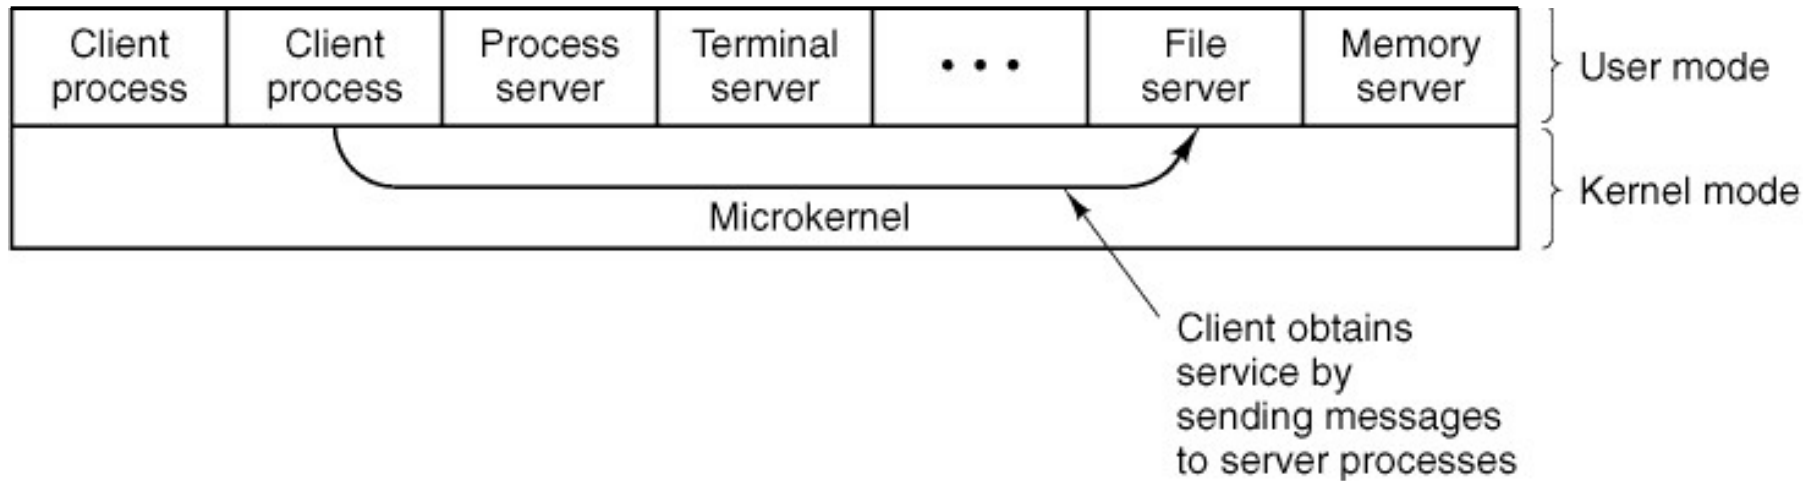 Client
process
Client
process
Process
server
Terminal
server
• • •
File
server
Memory
server
User mode
Microkernel
Kernel mode
Client obtains
service by
sending messages
to server processes